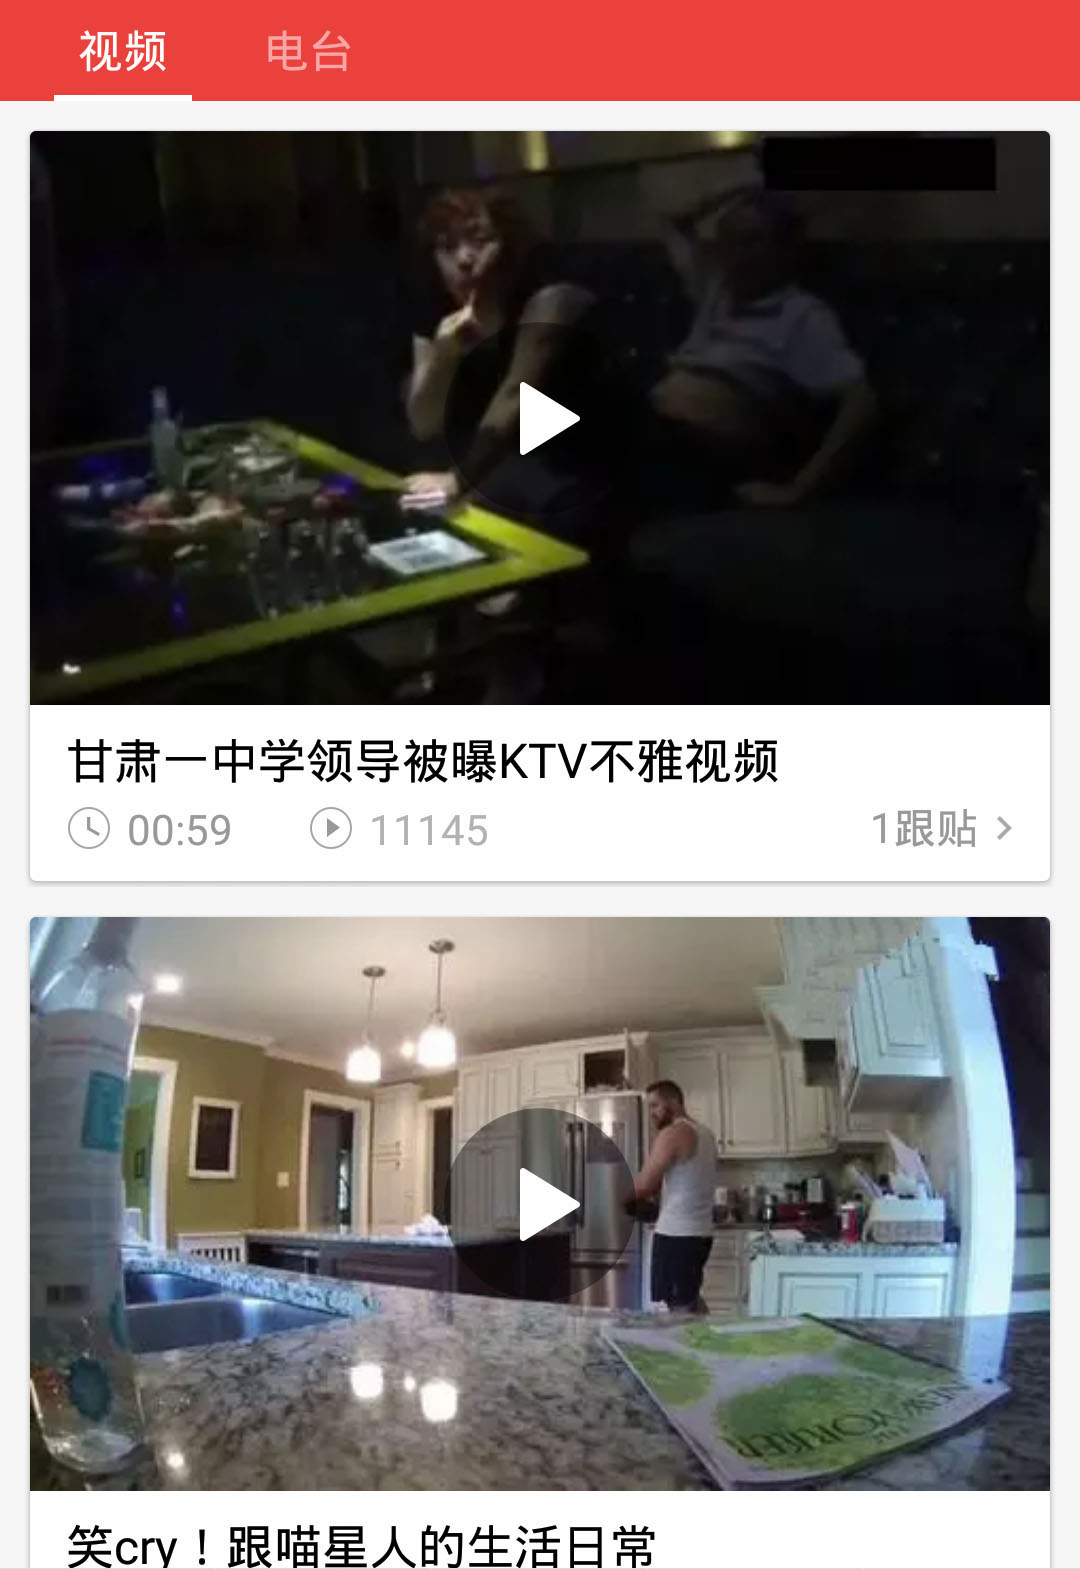 视频
电台
甘肃一中学领导被曝KTV不雅视频
00:59
11145
1跟贴
THE
NEW YORKER
笑cry！跟喵星人的生活日常